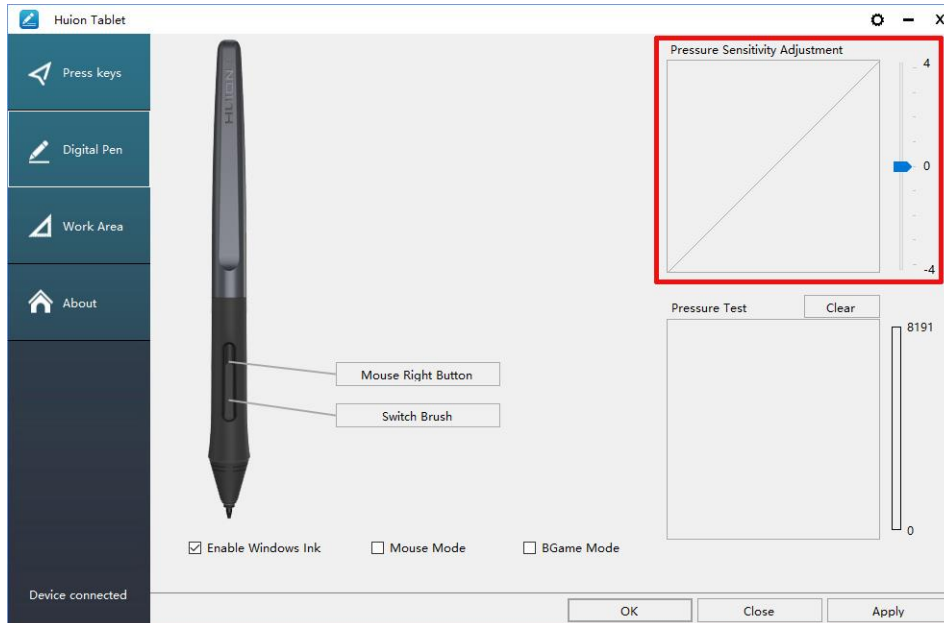 Huion Tablet
Press keys
Digital Pen
Work Area
About
Device connected
HUION
Mouse Right Button
Switch Brush
Enable Windows Ink
Mouse Mode
BGame Mode
Pressure Sensitivity Adjustment
4
0
-4
Pressure Test
Clear
8191
0
OK
Close
Apply